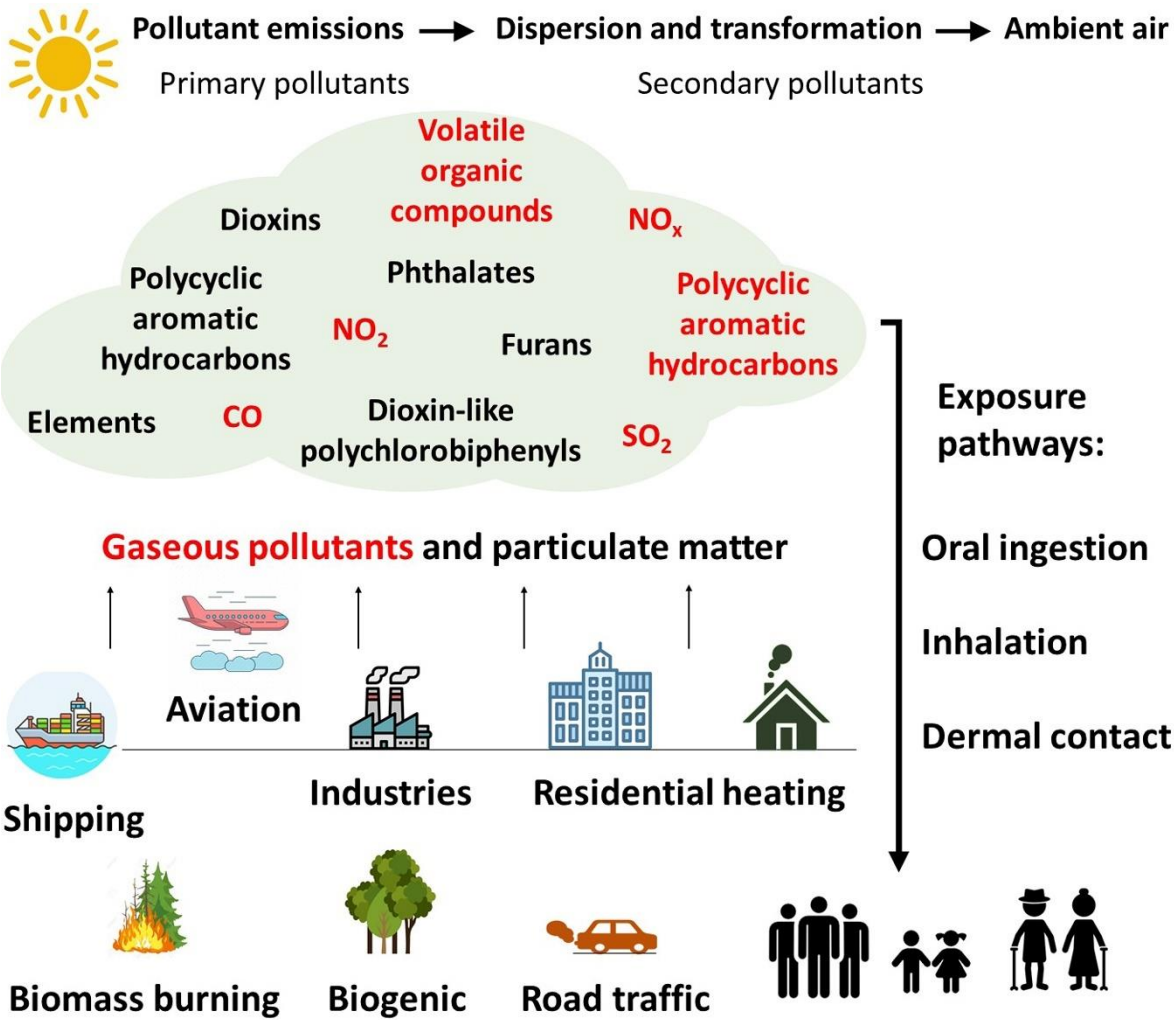 Pollutant emissions → Dispersion and transformation → Ambient air
Primary pollutants
Secondary pollutants
Volatile
organic
compounds
Dioxins
NOₓ
Phthalates
Polycyclic
aromatic
hydrocarbons
Polycyclic
aromatic
hydrocarbons
NO₂
Furans
Elements
CO
Dioxin-like
polychlorobiphenyls
SO₂
Exposure
pathways:
Gaseous pollutants and particulate matter
Oral ingestion
Inhalation
Dermal contact
Aviation
Shipping
Industries
Residential heating
Biomass burning
Biogenic
Road traffic